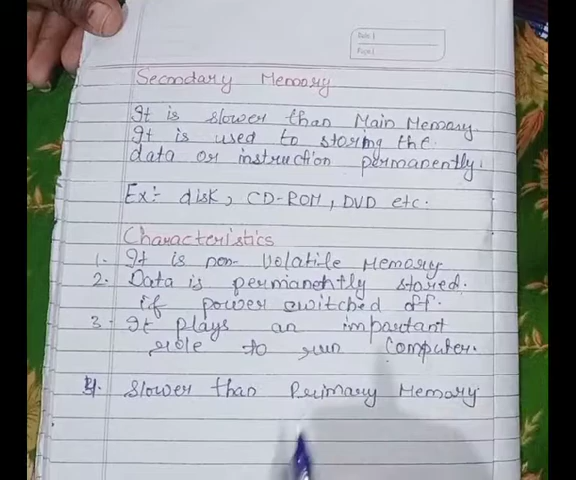 Date
Page
Secondary Memory
It is slower than Main Memory.
It is used to storing the.
data or instruction permanently.
Ex:- disk, CD-ROM, DVD etc.
Characteristics
1. It is non-Volatile Memory
2. Data is permanently stored.
if power switched off.
3. It plays an important
role to run Computer.
4. Slower than Primary Memory